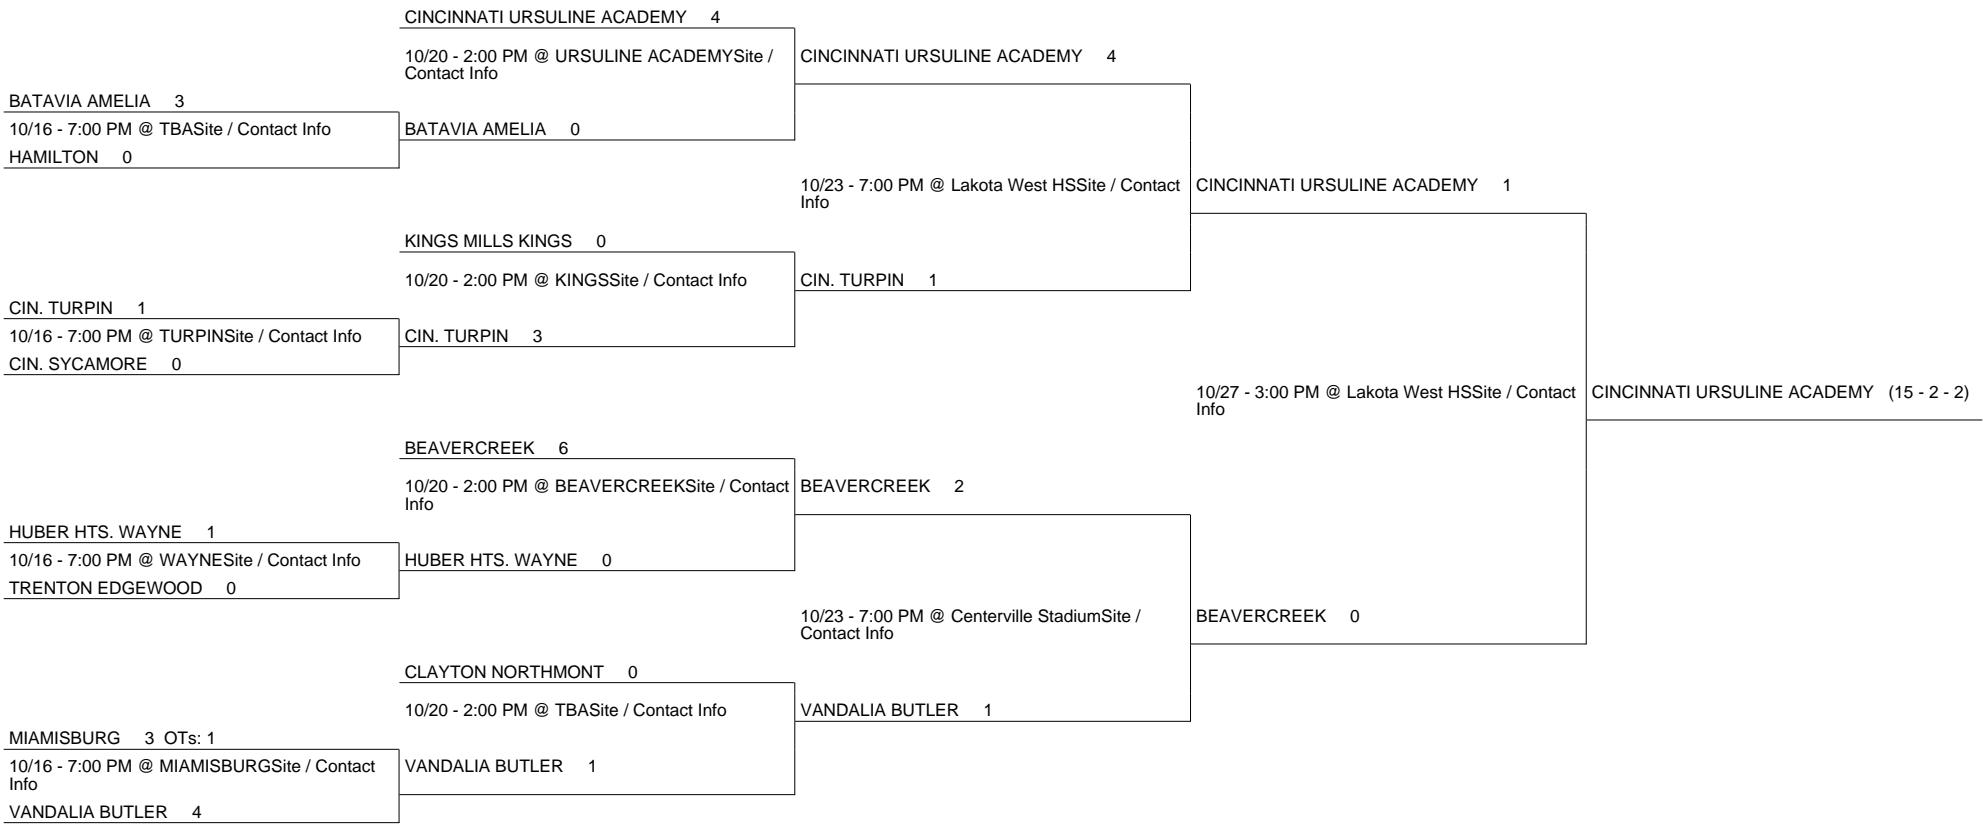 CINCINNATI URSULINE ACADEMY 4
10/20 - 2:00 PM @ URSULINE ACADEMYSite /
Contact Info
CINCINNATI URSULINE ACADEMY 4
BATAVIA AMELIA 3
10/16 - 7:00 PM @ TBASite / Contact Info
HAMILTON 0
BATAVIA AMELIA 0
10/23 - 7:00 PM @ Lakota West HSSite / Contact
Info
CINCINNATI URSULINE ACADEMY 1
KINGS MILLS KINGS 0
10/20 - 2:00 PM @ KINGSSite / Contact Info
CIN. TURPIN 1
CIN. TURPIN 1
10/16 - 7:00 PM @ TURPINSite / Contact Info
CIN. SYCAMORE 0
CIN. TURPIN 3
10/27 - 3:00 PM @ Lakota West HSSite / Contact
Info
CINCINNATI URSULINE ACADEMY (15 - 2 - 2)
BEAVERCREEK 6
10/20 - 2:00 PM @ BEAVERCREEKSite / Contact
Info
BEAVERCREEK 2
HUBER HTS. WAYNE 1
10/16 - 7:00 PM @ WAYNESite / Contact Info
TRENTON EDGEWOOD 0
HUBER HTS. WAYNE 0
10/23 - 7:00 PM @ Centerville StadiumSite /
Contact Info
BEAVERCREEK 0
CLAYTON NORTHMONT 0
10/20 - 2:00 PM @ TBASite / Contact Info
VANDALIA BUTLER 1
MIAMISBURG 3 OTs: 1
10/16 - 7:00 PM @ MIAMISBURGSite / Contact
Info
VANDALIA BUTLER 4
VANDALIA BUTLER 1